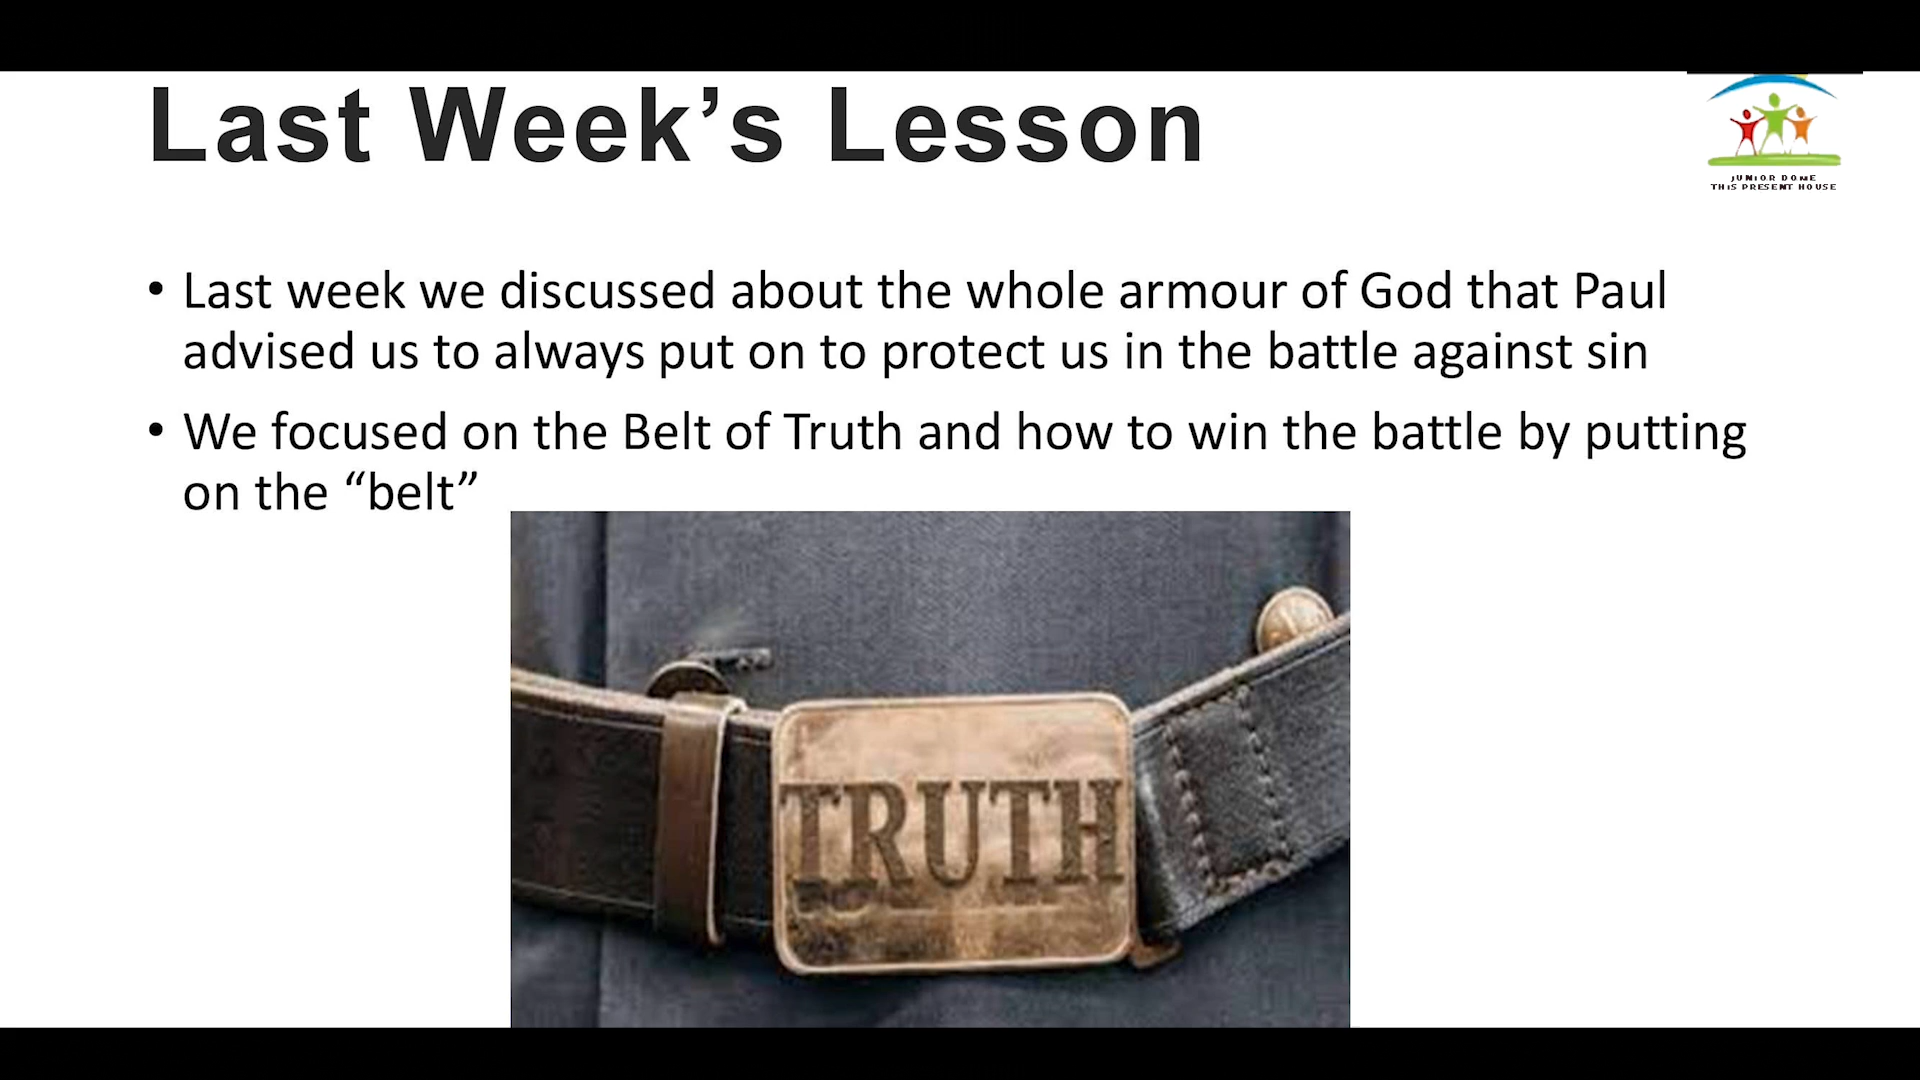 Last Week’s Lesson
JUNIOR DOME
THIS PRESENT HOUSE
• Last week we discussed about the whole armour of God that Paul
advised us to always put on to protect us in the battle against sin
• We focused on the Belt of Truth and how to win the battle by putting
on the “belt”
TRUTH